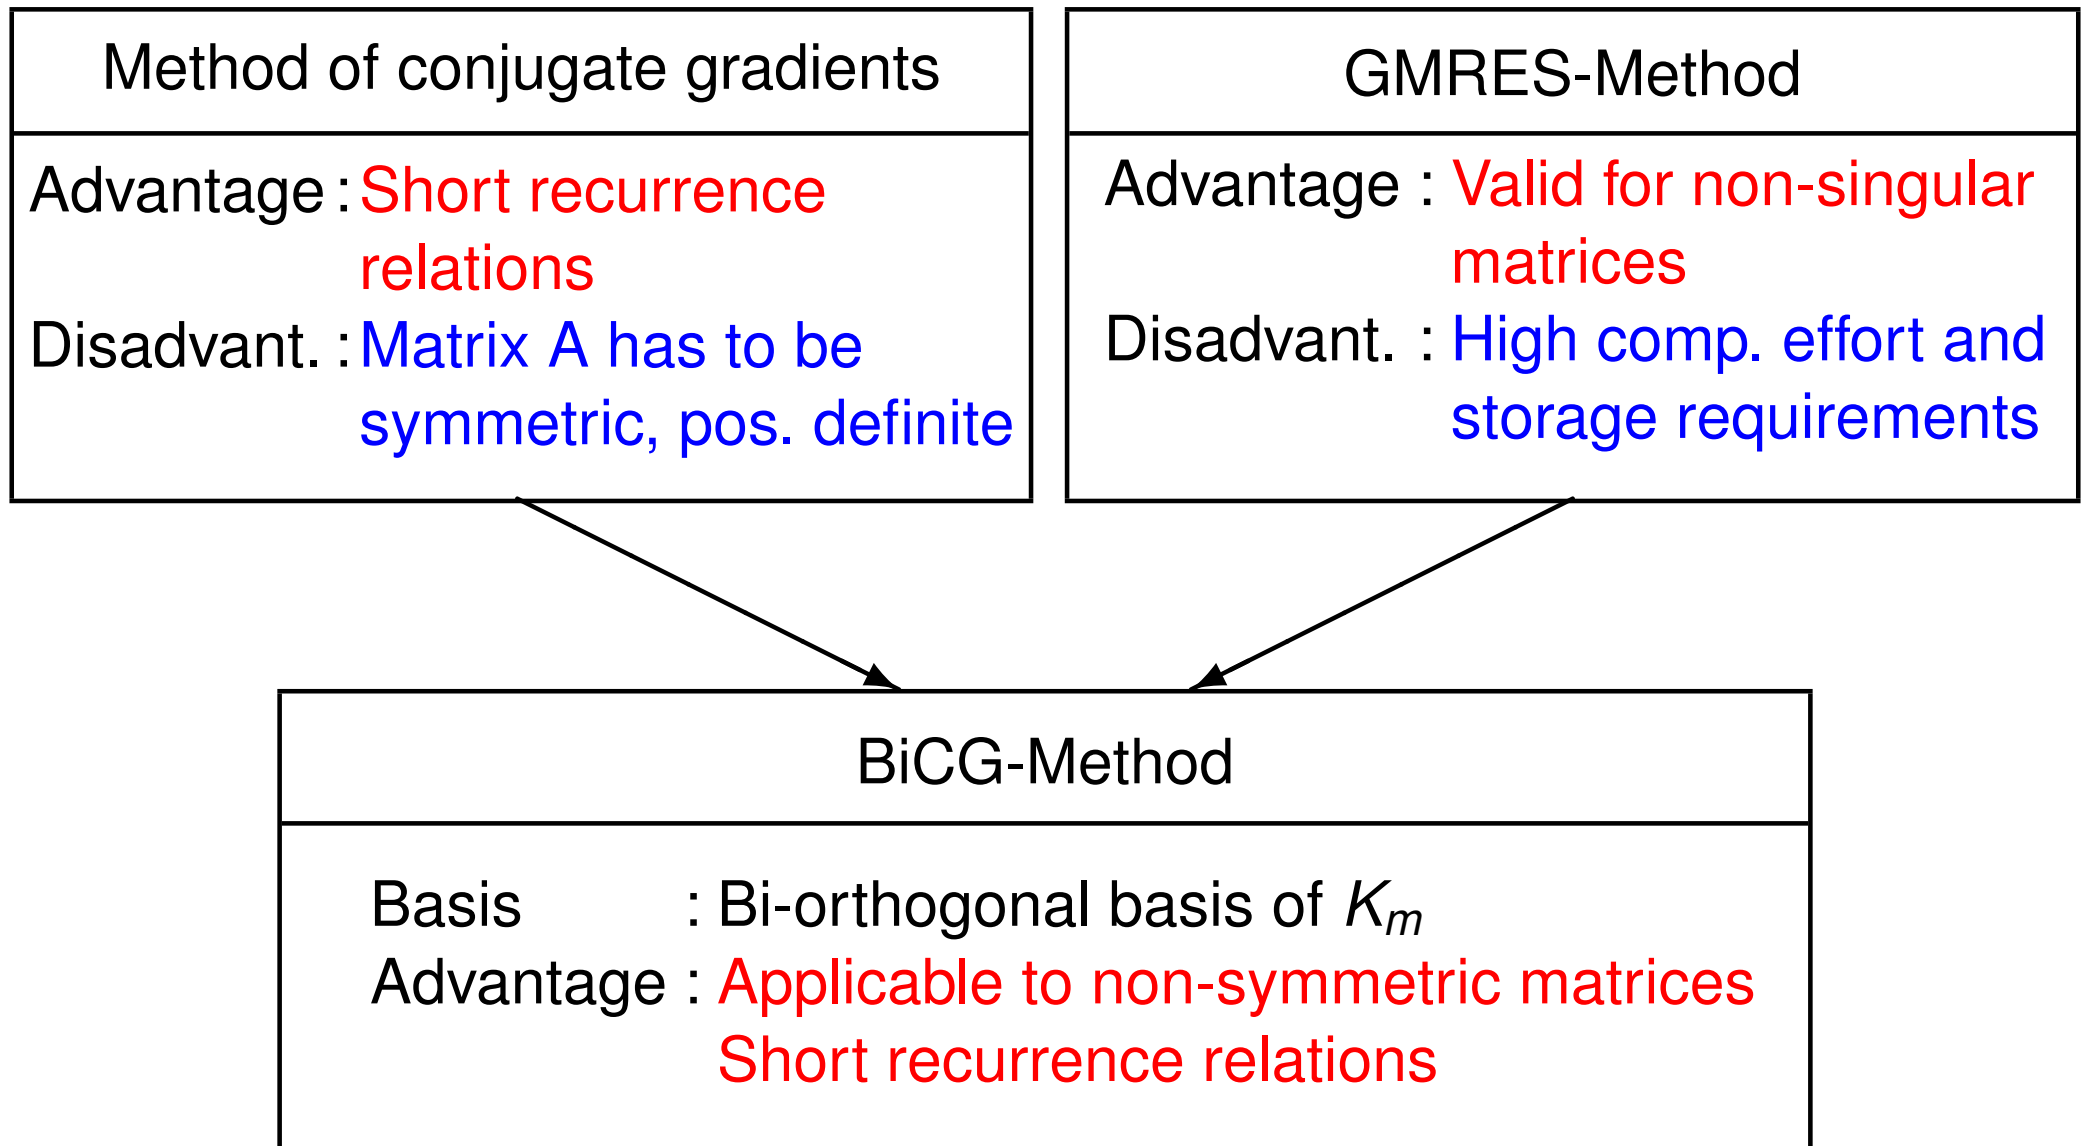 Method of conjugate gradients
Advantage : Short recurrence
relations
Disadvant. : Matrix A has to be
symmetric, pos. definite
GMRES-Method
Advantage : Valid for non-singular
matrices
Disadvant. : High comp. effort and
storage requirements
BiCG-Method
Basis : Bi-orthogonal basis of K_m
Advantage : Applicable to non-symmetric matrices
Short recurrence relations